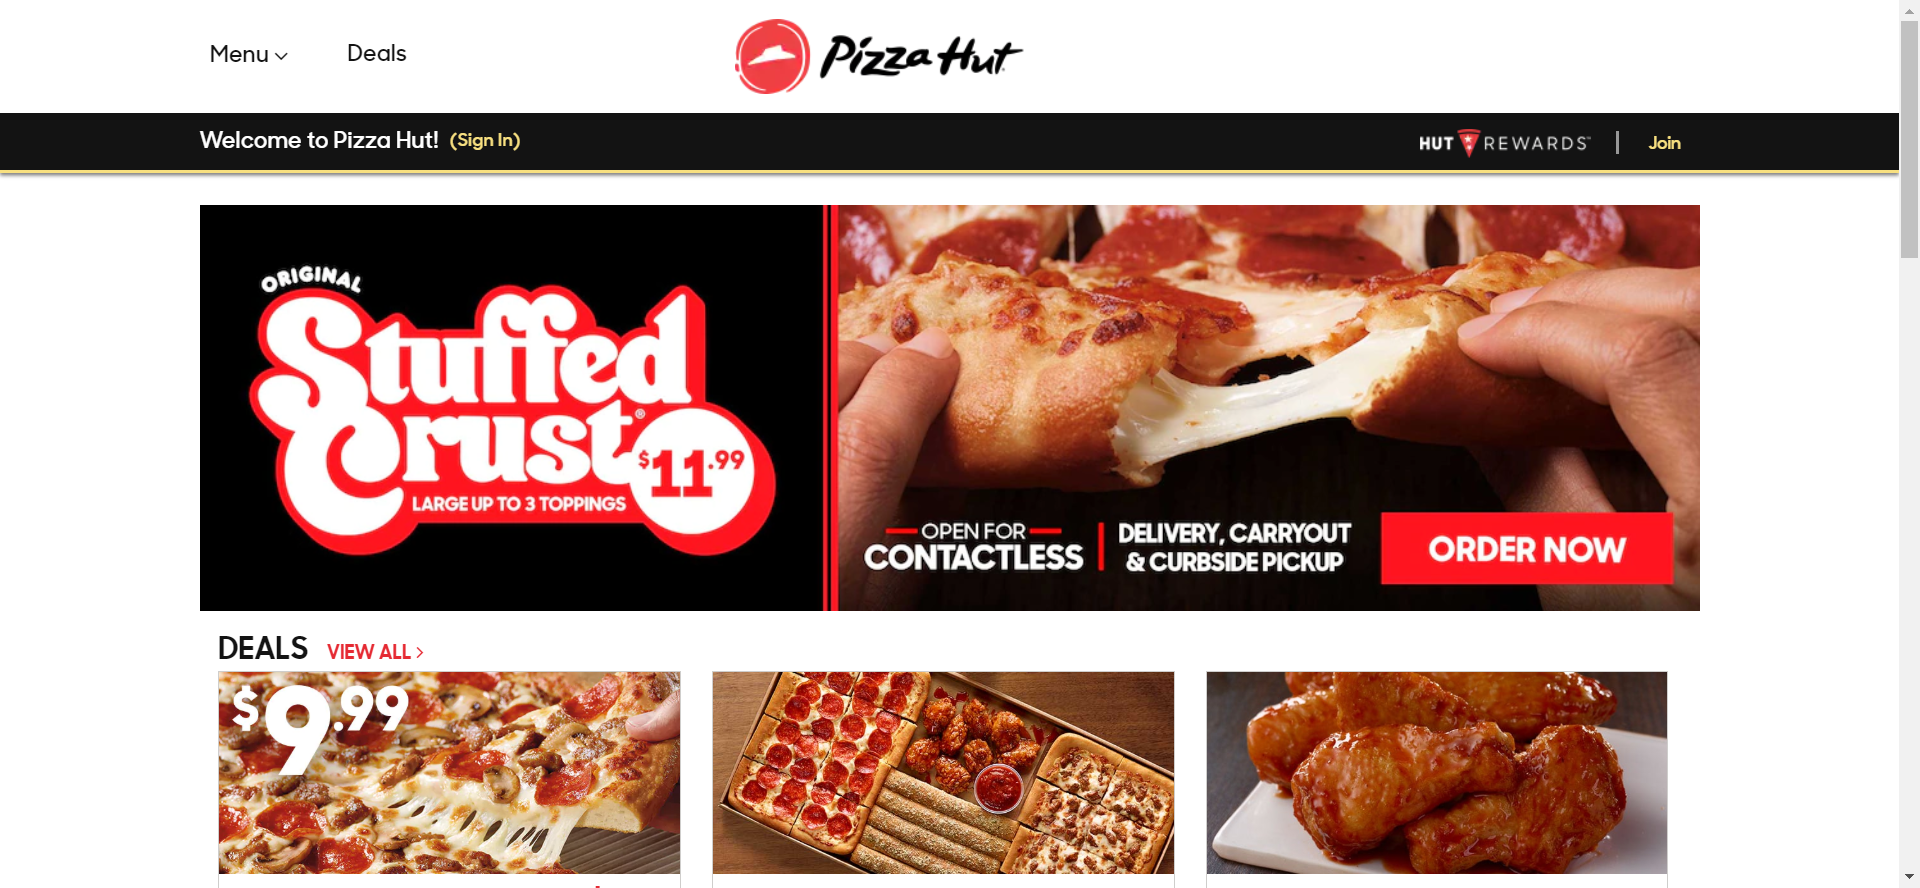 Menu
Deals
Pizza Hut
Welcome to Pizza Hut! (Sign In)
HUT REWARDS™ | Join
ORIGINAL
Stuffed
Crust®
$11.99
LARGE UP TO 3 TOPPINGS
OPEN FOR
CONTACTLESS
DELIVERY, CARRYOUT
& CURBSIDE PICKUP
ORDER NOW
DEALS VIEW ALL >
$9.99